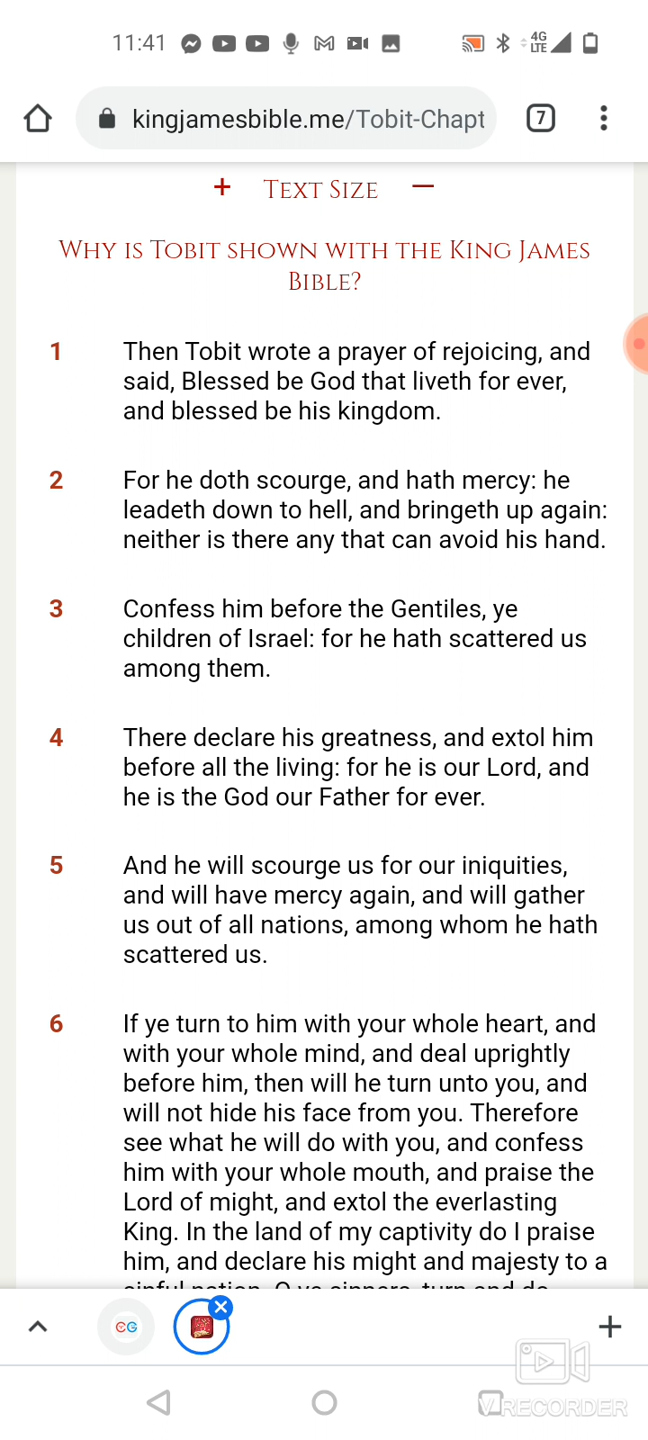 11:41 4G LTE
kingjamesbible.me/Tobit-Chapt 7
+ TEXT SIZE —
WHY IS TOBIT SHOWN WITH THE KING JAMES
BIBLE?
1 Then Tobit wrote a prayer of rejoicing, and
said, Blessed be God that liveth for ever,
and blessed be his kingdom.
2 For he doth scourge, and hath mercy: he
leadeth down to hell, and bringeth up again:
neither is there any that can avoid his hand.
3 Confess him before the Gentiles, ye
children of Israel: for he hath scattered us
among them.
4 There declare his greatness, and extol him
before all the living: for he is our Lord, and
he is the God our Father for ever.
5 And he will scourge us for our iniquities,
and will have mercy again, and will gather
us out of all nations, among whom he hath
scattered us.
6 If ye turn to him with your whole heart, and
with your whole mind, and deal uprightly
before him, then will he turn unto you, and
will not hide his face from you. Therefore
see what he will do with you, and confess
him with your whole mouth, and praise the
Lord of might, and extol the everlasting
King. In the land of my captivity do I praise
him, and declare his might and majesty to a
sinful nation. O ye sinners, turn and do
CG
VRECORDER